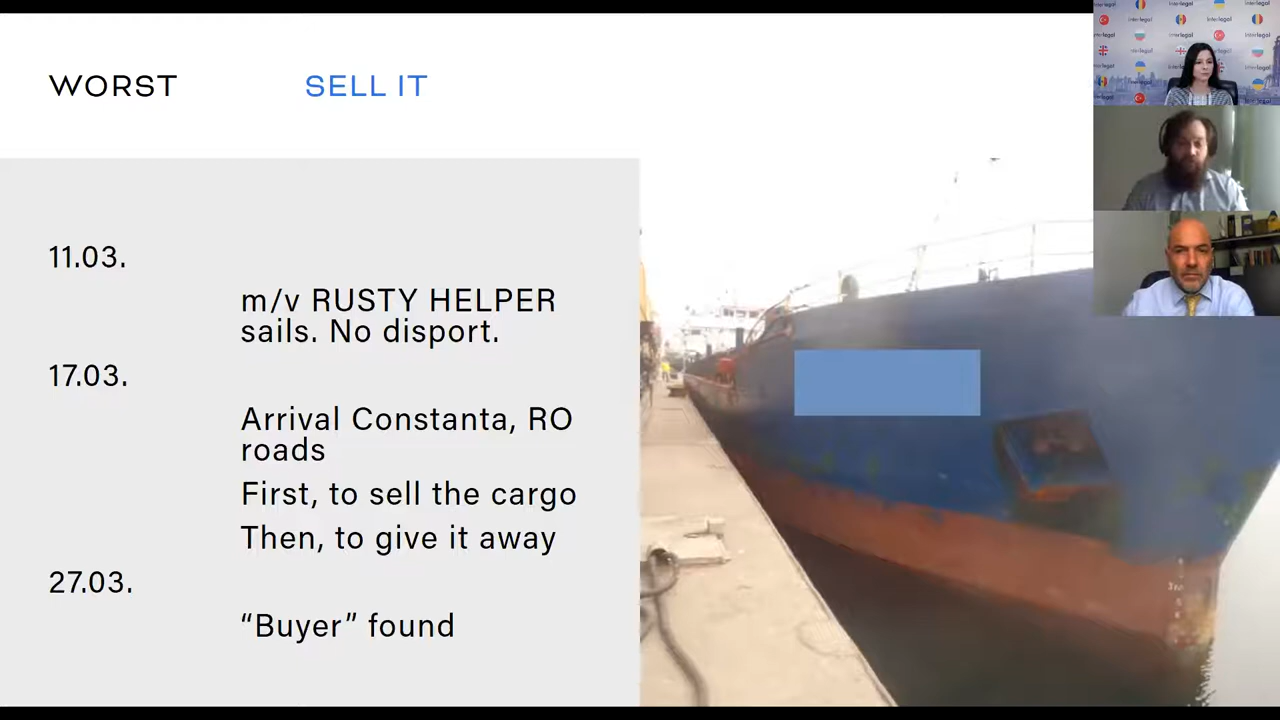 WORST
SELL IT
11.03.
m/v RUSTY HELPER
sails. No disport.
17.03.
Arrival Constanta, RO
roads
First, to sell the cargo
Then, to give it away
27.03.
“Buyer” found
Interlegal